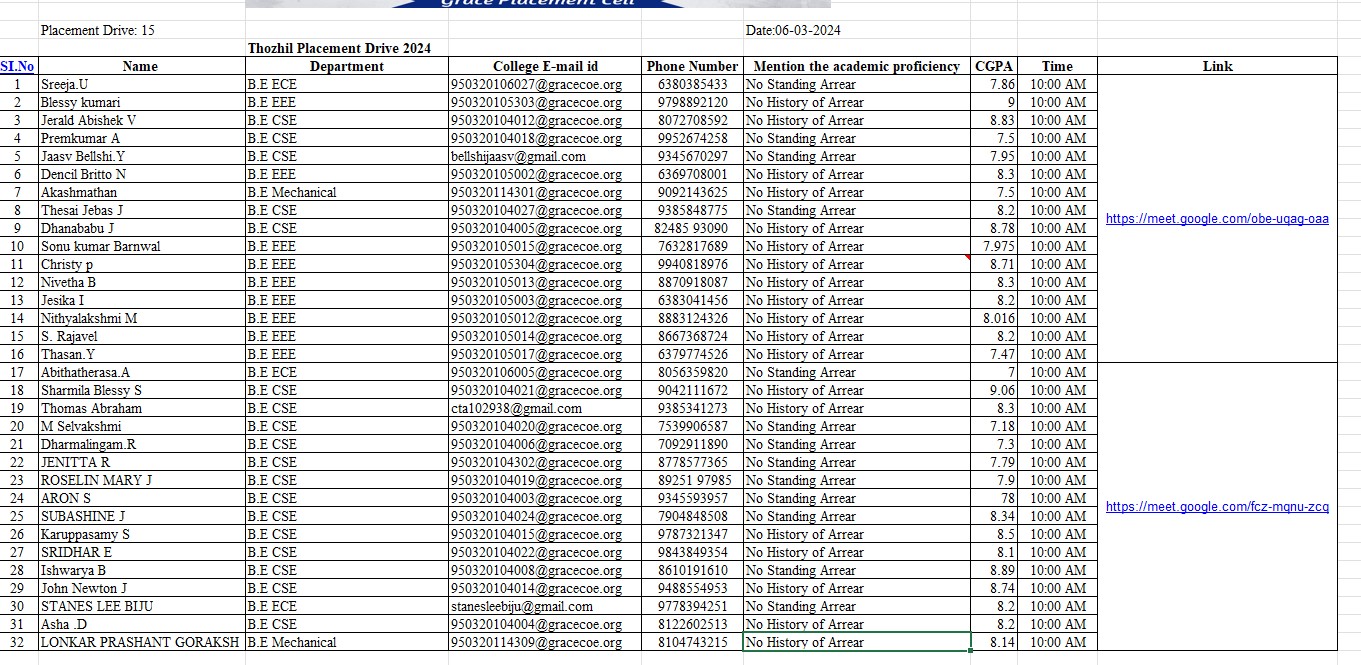 Grace Placement Cell
Placement Drive: 15 Date:06-03-2024
Thozhil Placement Drive 2024
SI.No Name Department College E-mail id Phone Number Mention the academic proficiency CGPA Time Link
1 Sreeja.U B.E ECE 950320106027@gracecoe.org 6380385433 No Standing Arrear 7.86 10:00 AM
2 Blessy kumari B.E EEE 950320105303@gracecoe.org 9798892120 No History of Arrear 9 10:00 AM
3 Jerald Abishek V B.E CSE 950320104012@gracecoe.org 8072708592 No History of Arrear 8.83 10:00 AM
4 Premkumar A B.E CSE 950320104018@gracecoe.org 9952674258 No Standing Arrear 7.5 10:00 AM
5 Jaasv Bellshi.Y B.E CSE bellshijaasv@gmail.com 9345670297 No Standing Arrear 7.95 10:00 AM
6 Dencil Britto N B.E EEE 950320105002@gracecoe.org 6369708001 No History of Arrear 8.3 10:00 AM
7 Akashmathan B.E Mechanical 950320114301@gracecoe.org 9092143625 No History of Arrear 7.5 10:00 AM
8 Thesai Jebas J B.E CSE 950320104027@gracecoe.org 9385848775 No Standing Arrear 8.2 10:00 AM
https://meet.google.com/obe-uqag-oaa
9 Dhanababu J B.E CSE 950320104005@gracecoe.org 82485 93090 No History of Arrear 8.78 10:00 AM
10 Sonu kumar Barnwal B.E EEE 950320105015@gracecoe.org 7632817689 No History of Arrear 7.975 10:00 AM
11 Christy p B.E EEE 950320105304@gracecoe.org 9940818976 No History of Arrear 8.71 10:00 AM
12 Nivetha B B.E EEE 950320105013@gracecoe.org 8870918087 No History of Arrear 8.3 10:00 AM
13 Jesika I B.E EEE 950320105003@gracecoe.org 6383041456 No History of Arrear 8.2 10:00 AM
14 Nithyalakshmi M B.E EEE 950320105012@gracecoe.org 8883124326 No History of Arrear 8.016 10:00 AM
15 S. Rajavel B.E EEE 950320105014@gracecoe.org 8667368724 No History of Arrear 8.2 10:00 AM
16 Thasan.Y B.E EEE 950320105017@gracecoe.org 6379774526 No History of Arrear 7.47 10:00 AM
17 Abithatherasa.A B.E ECE 950320106005@gracecoe.org 8056359820 No Standing Arrear 7 10:00 AM
18 Sharmila Blessy S B.E CSE 950320104021@gracecoe.org 9042111672 No History of Arrear 9.06 10:00 AM
19 Thomas Abraham B.E CSE cta102938@gmail.com 9385341273 No History of Arrear 8.3 10:00 AM
20 M Selvakshmi B.E CSE 950320104020@gracecoe.org 7539906587 No Standing Arrear 7.18 10:00 AM
21 Dharmalingam.R B.E CSE 950320104006@gracecoe.org 7092911890 No Standing Arrear 7.3 10:00 AM
22 JENITTA R B.E CSE 950320104302@gracecoe.org 8778577365 No Standing Arrear 7.79 10:00 AM
23 ROSELIN MARY J B.E CSE 950320104019@gracecoe.org 89251 97985 No Standing Arrear 7.9 10:00 AM
24 ARON S B.E CSE 950320104003@gracecoe.org 9345593957 No Standing Arrear 78 10:00 AM
https://meet.google.com/fcz-mqnu-zcq
25 SUBASHINE J B.E CSE 950320104024@gracecoe.org 7904848508 No Standing Arrear 8.34 10:00 AM
26 Karuppasamy S B.E CSE 950320104015@gracecoe.org 9787321347 No History of Arrear 8.5 10:00 AM
27 SRIDHAR E B.E CSE 950320104022@gracecoe.org 9843849354 No History of Arrear 8.1 10:00 AM
28 Ishwarya B B.E CSE 950320104008@gracecoe.org 8610191610 No Standing Arrear 8.89 10:00 AM
29 John Newton J B.E CSE 950320104014@gracecoe.org 9488554953 No History of Arrear 8.74 10:00 AM
30 STANES LEE BIJU B.E ECE stanesleebiju@gmail.com 9778394251 No Standing Arrear 8.2 10:00 AM
31 Asha .D B.E CSE 950320104004@gracecoe.org 8122602513 No History of Arrear 8.2 10:00 AM
32 LONKAR PRASHANT GORAKSH B.E Mechanical 950320114309@gracecoe.org 8104743215 No History of Arrear 8.14 10:00 AM